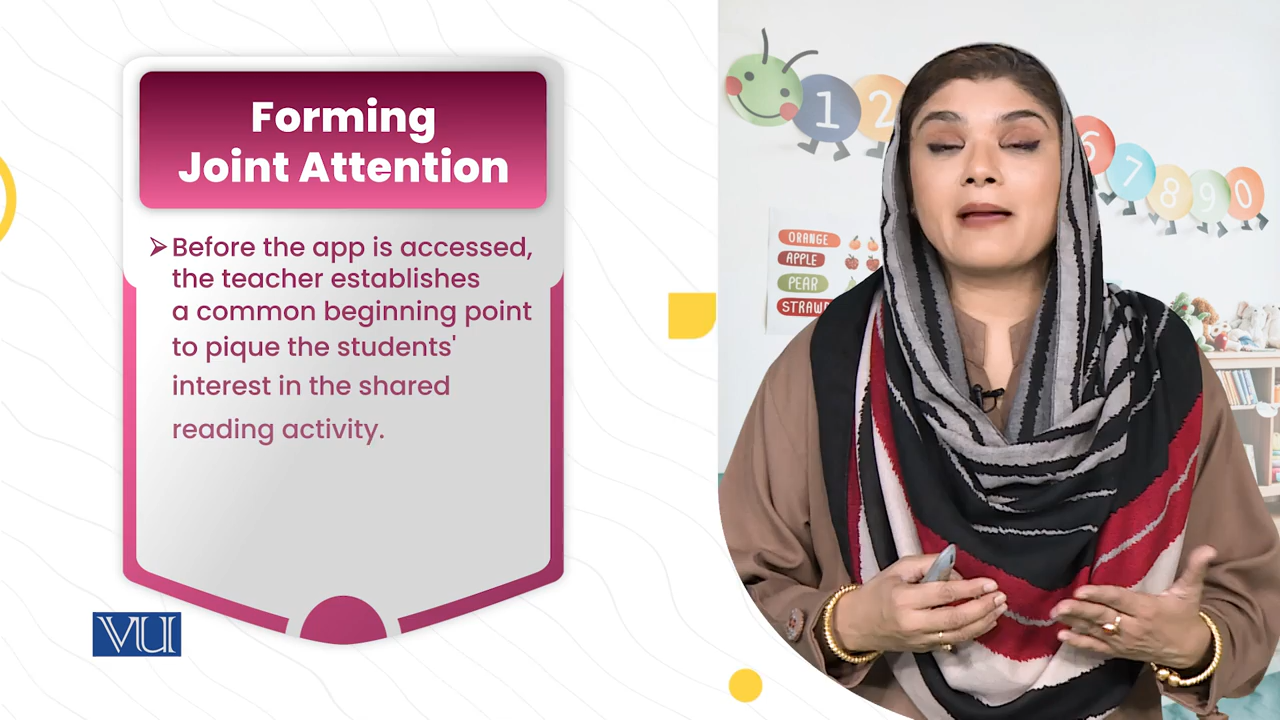 Forming
Joint Attention
➢ Before the app is accessed,
the teacher establishes
a common beginning point
to pique the students'
interest in the shared
reading activity.
VU
1 2
6 7 8 9 0
ORANGE
APPLE
PEAR